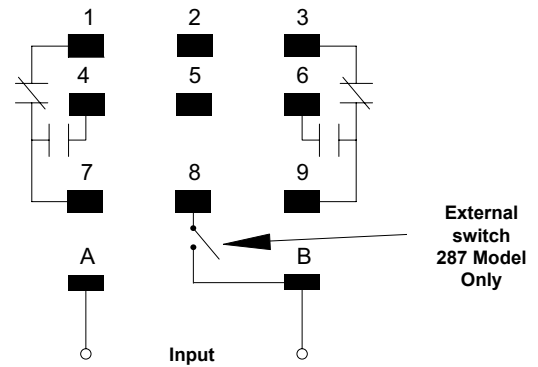 1 2 3
4 5 6
7 8 9
External
switch
287 Model
Only
A B
Input